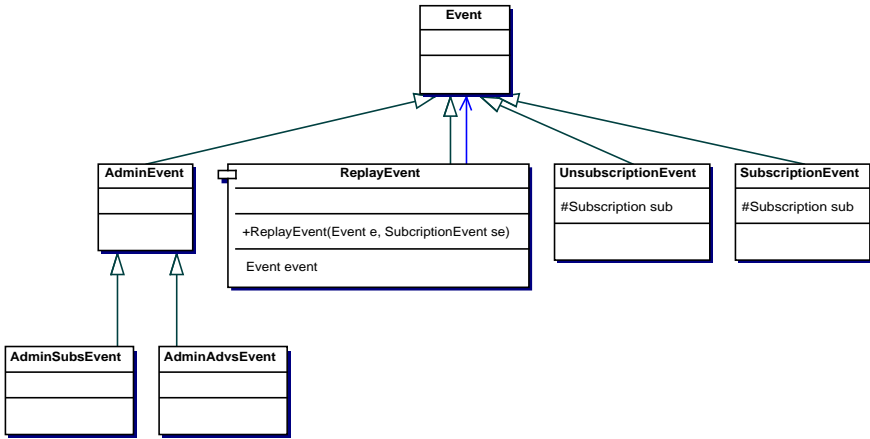 Event
AdminEvent
ReplayEvent
UnsubscriptionEvent
SubscriptionEvent
#Subscription sub
#Subscription sub
+ReplayEvent(Event e, SubcriptionEvent se)
Event event
AdminSubsEvent
AdminAdvsEvent